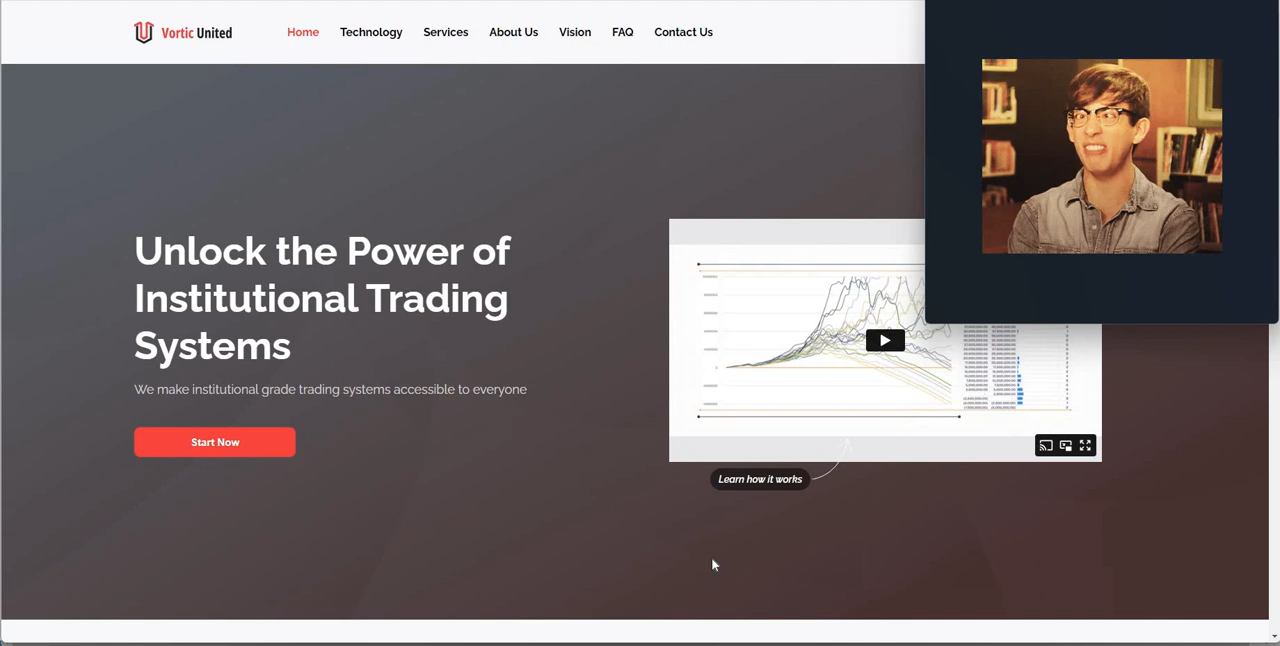 Vortic United
Home
Technology
Services
About Us
Vision
FAQ
Contact Us
Unlock the Power of
Institutional Trading
Systems
We make institutional grade trading systems accessible to everyone
Start Now
Learn how it works